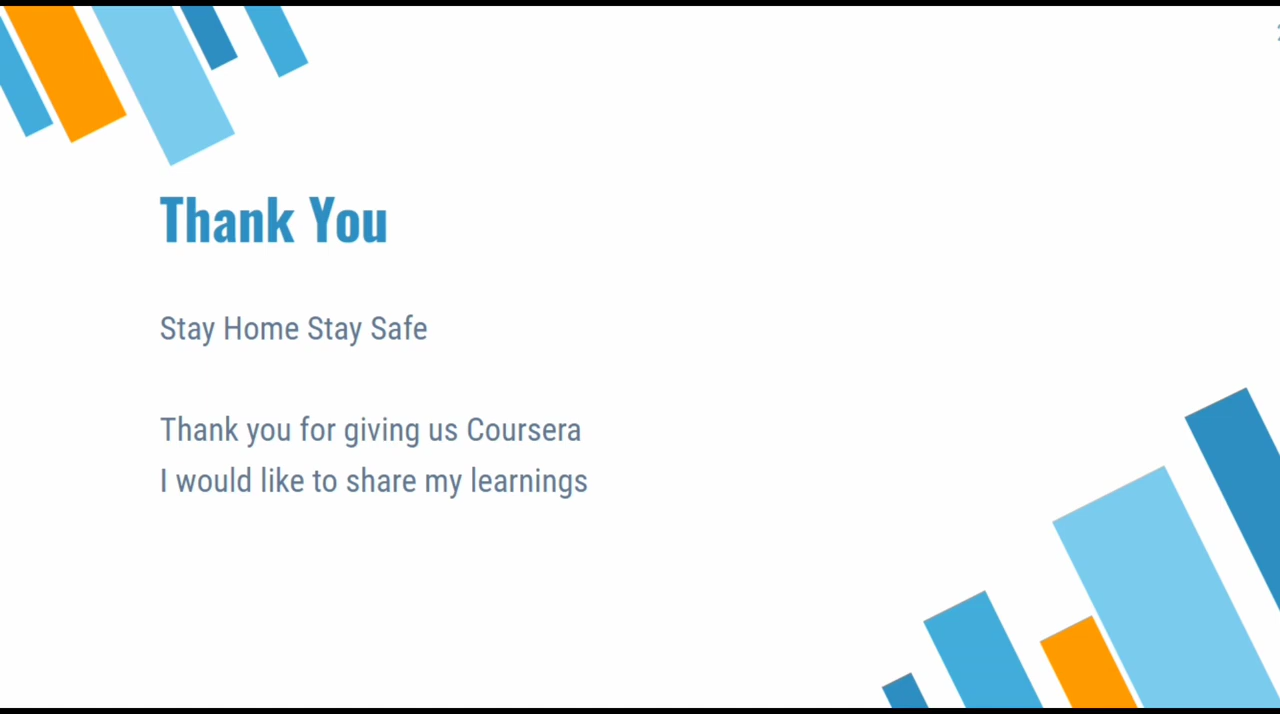 Thank You
Stay Home Stay Safe
Thank you for giving us Coursera
I would like to share my learnings